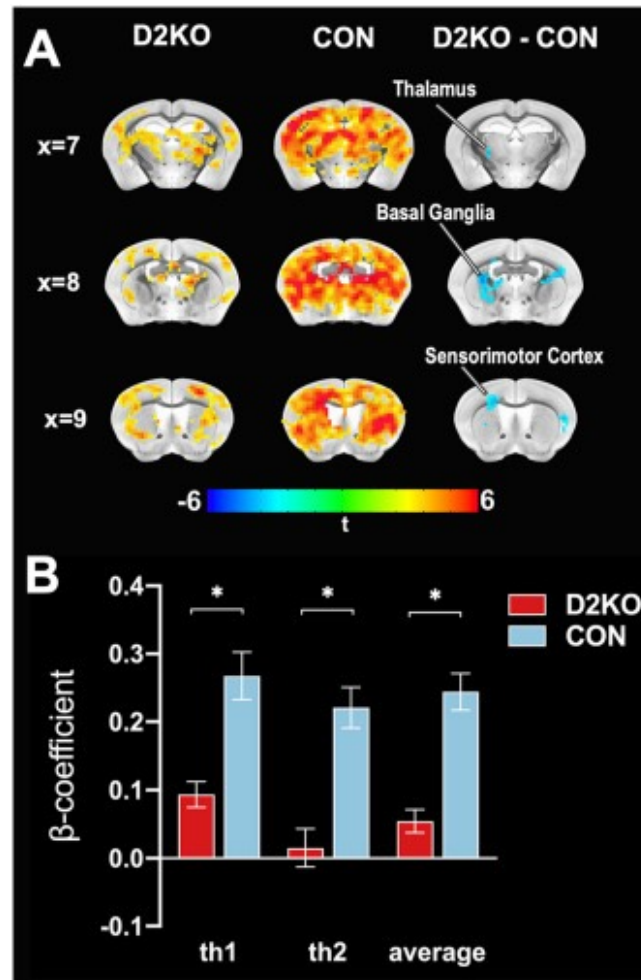 A
D2KO CON D2KO - CON
Thalamus
x=7
Basal Ganglia
x=8
Sensorimotor Cortex
x=9
-6 6
t
B
0.4
* * *
D2KO
CON
0.3
0.2
0.1
0.0
-0.1
β-coefficient
th1 th2 average